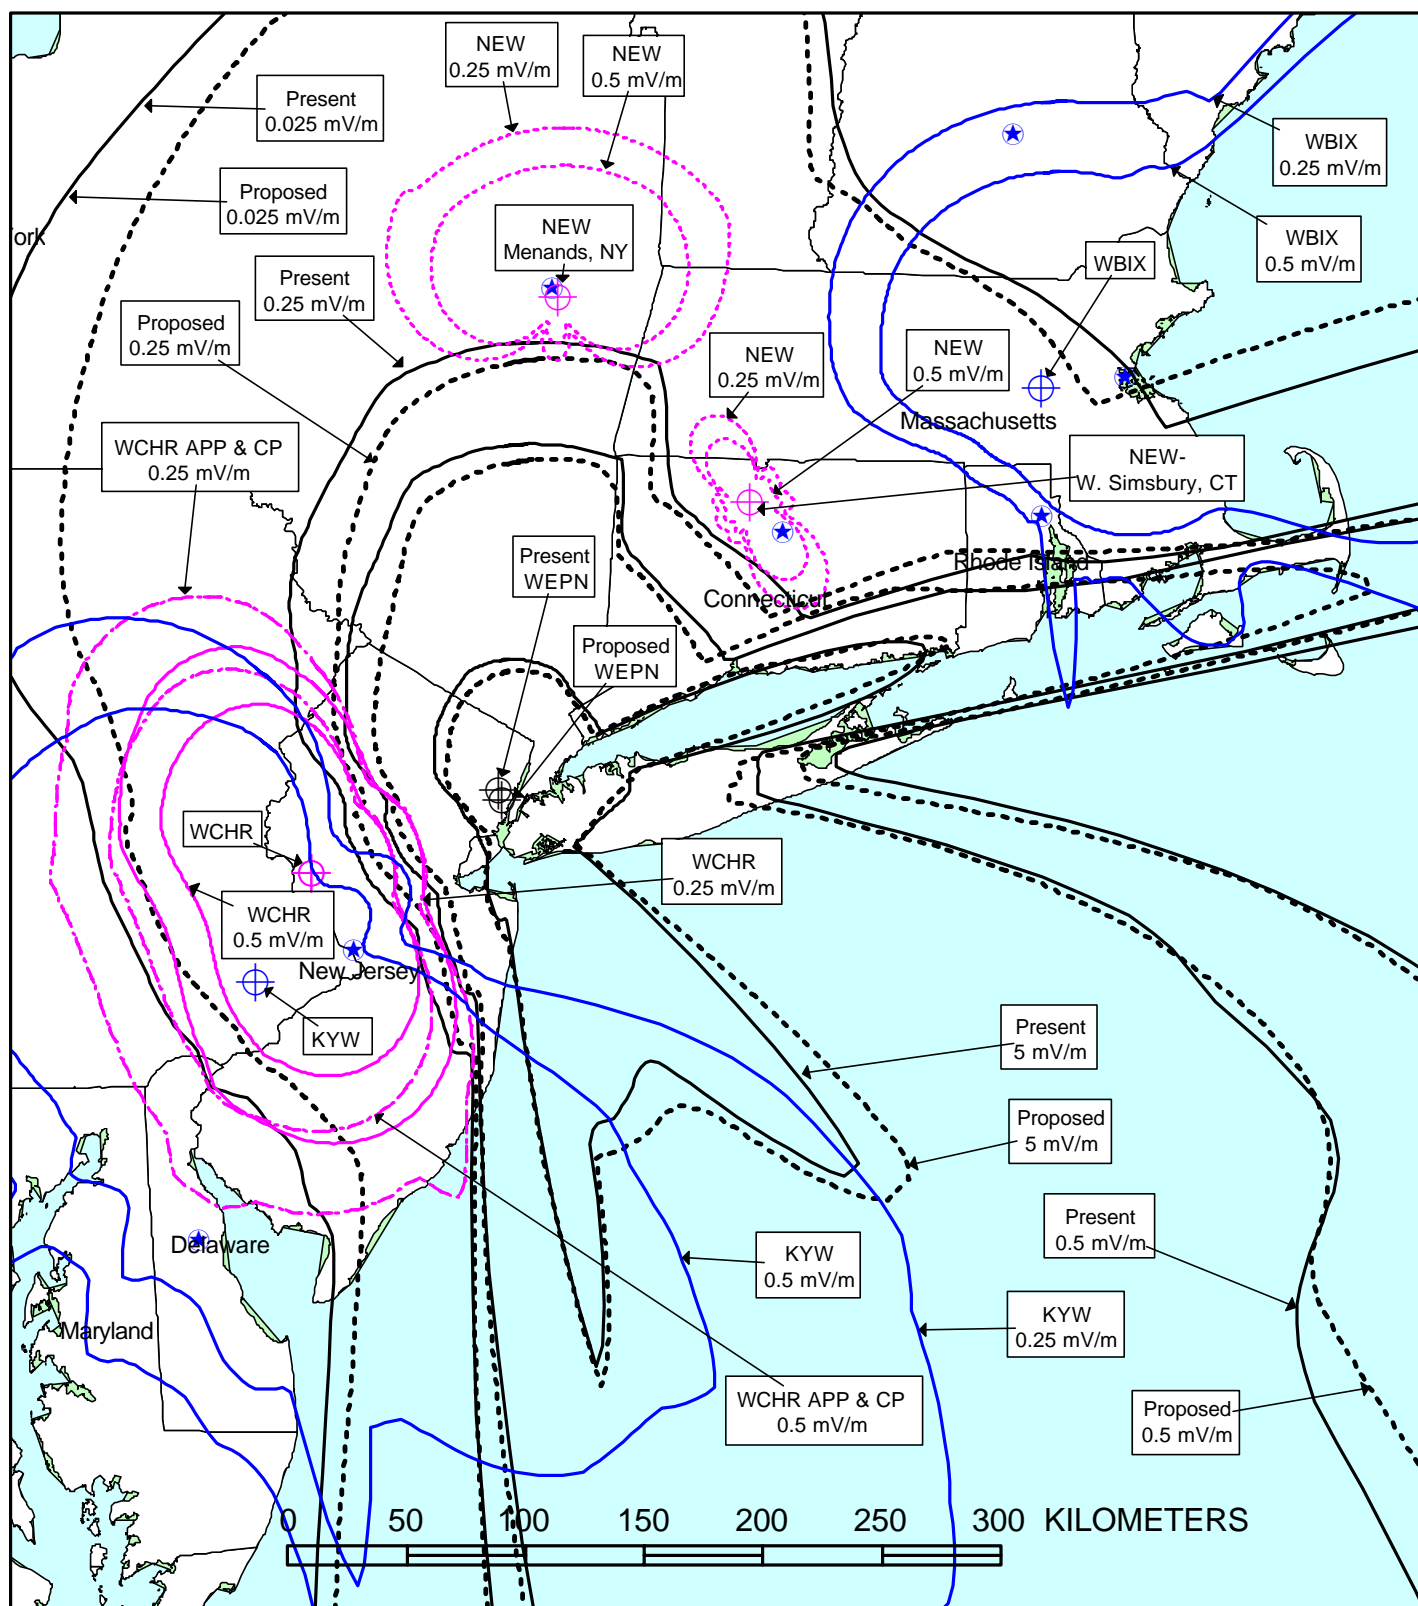 NEW
0.25 mV/m
NEW
0.5 mV/m
Present
0.025 mV/m
Proposed
0.025 mV/m
ork
WBIX
0.25 mV/m
WBIX
0.5 mV/m
NEW
Menands, NY
WBIX
Present
0.25 mV/m
Proposed
0.25 mV/m
NEW
0.25 mV/m
NEW
0.5 mV/m
Massachusetts
WCHR APP & CP
0.25 mV/m
NEW-
W. Simsbury, CT
Present
WEPN
Rhode Island
Connecticut
Proposed
WEPN
WCHR
WCHR
0.25 mV/m
WCHR
0.5 mV/m
New Jersey
KYW
Present
5 mV/m
Proposed
5 mV/m
Present
0.5 mV/m
Delaware
KYW
0.5 mV/m
KYW
0.25 mV/m
Maryland
WCHR APP & CP
0.5 mV/m
Proposed
0.5 mV/m
0 50 100 150 200 250 300 KILOMETERS